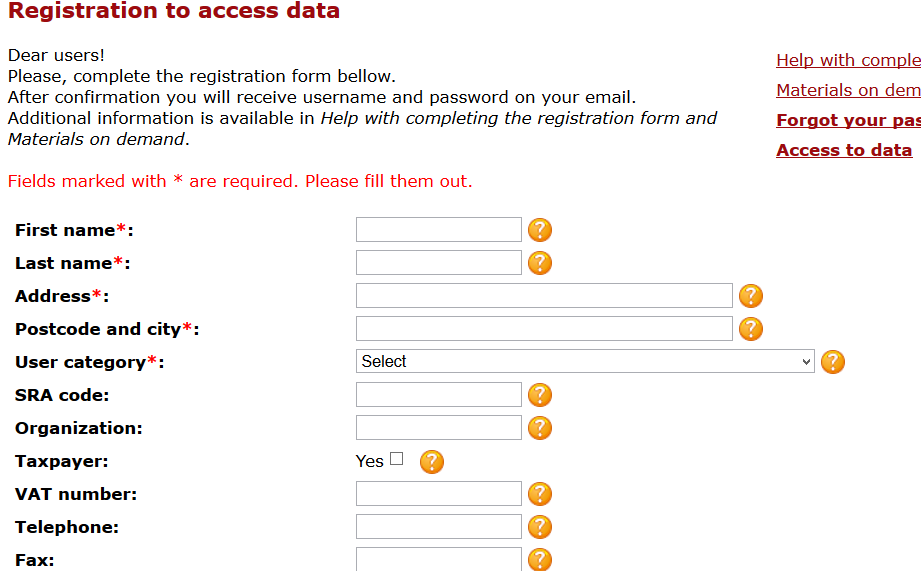 Registration to access data
Dear users!
Please, complete the registration form bellow.
After confirmation you will receive username and password on your email.
Additional information is available in Help with completing the registration form and
Materials on demand.
Help with comple
Materials on dem
Forgot your pas
Access to data
Fields marked with * are required. Please fill them out.
First name*:
Last name*:
Address*:
Postcode and city*:
User category*: Select
SRA code:
Organization:
Taxpayer: Yes
VAT number:
Telephone:
Fax: